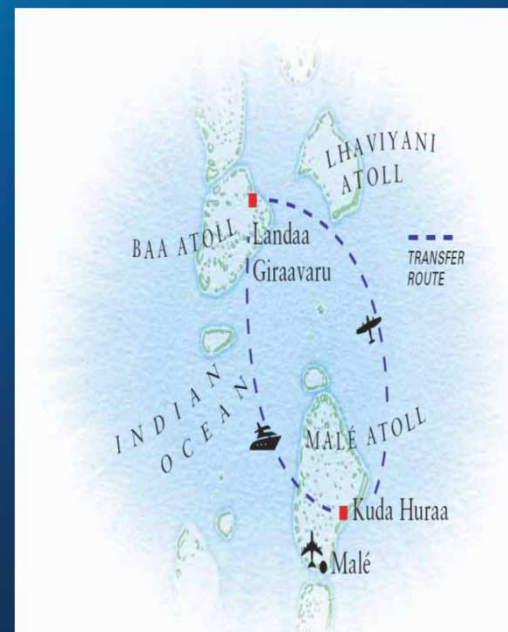 LHAVIYANI
ATOLL
BAA ATOLL
Landaa
Giraavaru
TRANSFER
ROUTE
INDIAN
OCEAN
MALÉ ATOLL
Kuda Huraa
Malé